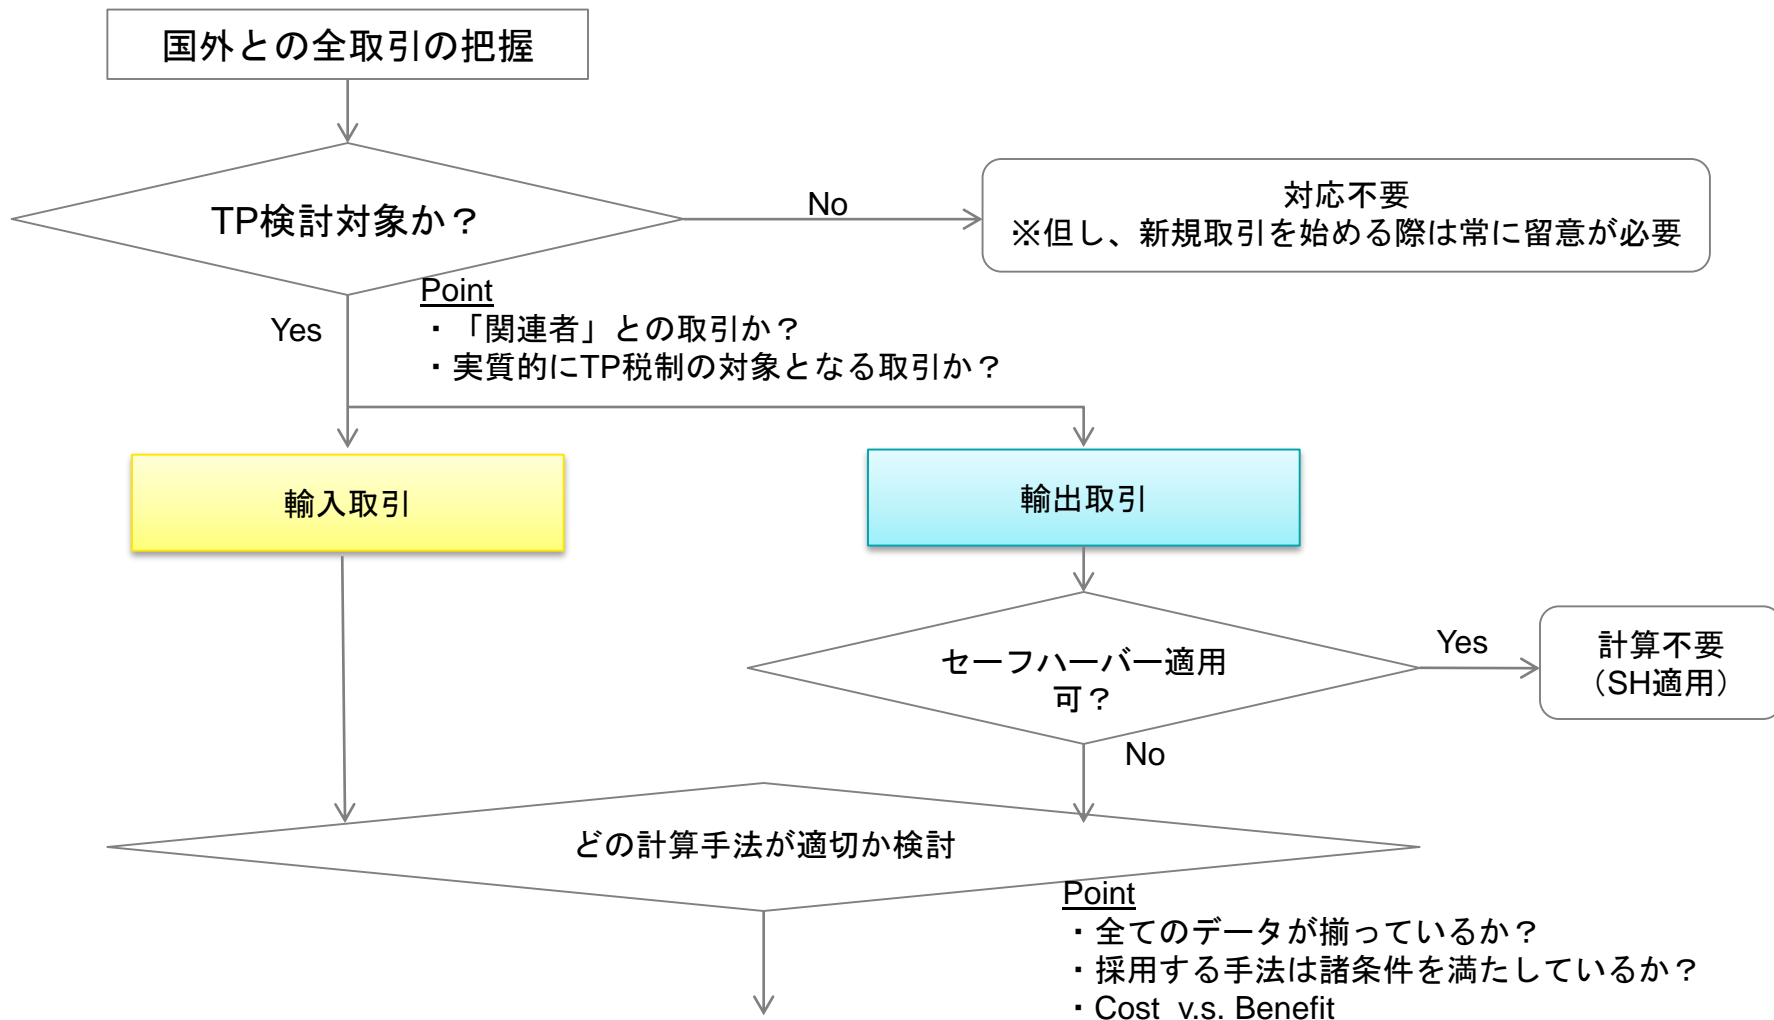 国外との全取引の把握
TP検討対象か？
No
対応不要
※但し、新規取引を始める際は常に留意が必要
Yes
Point
・「関連者」との取引か？
・実質的にTP税制の対象となる取引か？
輸入取引
輸出取引
セーフハーバー適用
可？
Yes
計算不要
（SH適用）
No
どの計算手法が適切か検討
Point
・全てのデータが揃っているか？
・採用する手法は諸条件を満たしているか？
・Cost v.s. Benefit